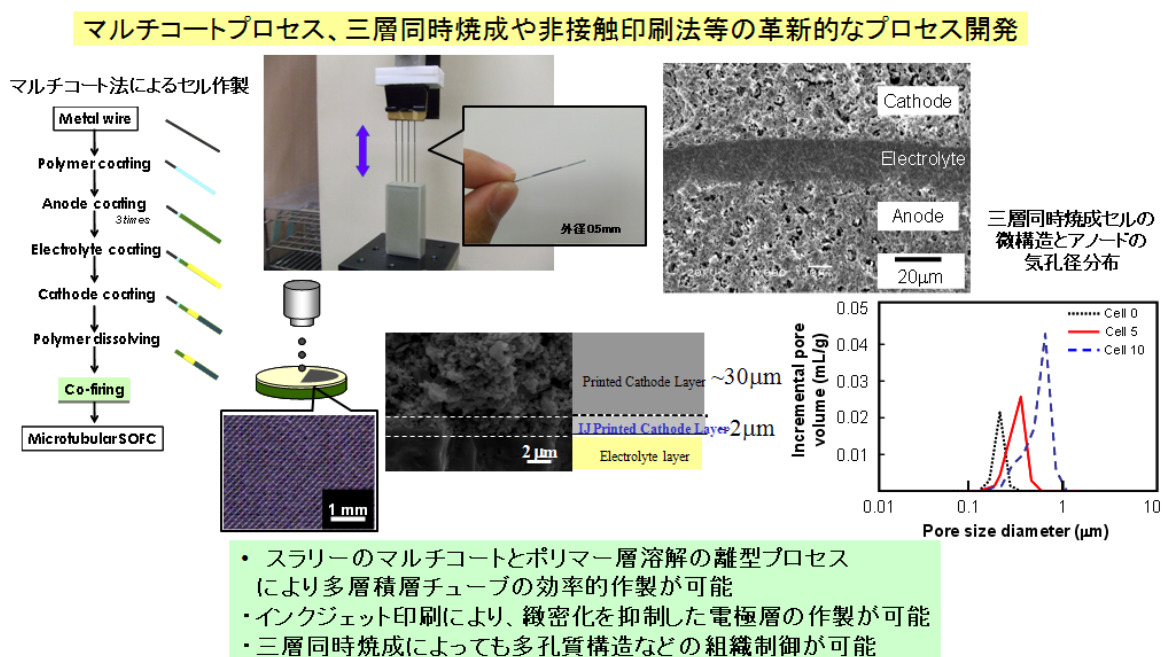 マルチコートプロセス、三層同時焼成や非接触印刷法等の革新的なプロセス開発
マルチコート法によるセル作製
Metal wire
Polymer coating
Anode coating
3times
Electrolyte coating
Cathode coating
Polymer dissolving
Co-firing
Microtubular SOFC
外径0.5mm
1 mm
2 μm
Printed Cathode Layer ~30μm
IJ Printed Cathode Layer ~2μm
Electrolyte layer
Cathode
Electrolyte
Anode
20μm
三層同時焼成セルの
微構造とアノードの
気孔径分布
Incremental pore
volume (mL/g)
0.05
0.04
0.03
0.02
0.01
Cell 0
Cell 5
Cell 10
0.01
0.1
1
10
Pore size diameter (μm)
・ スラリーのマルチコートとポリマー層溶解の離型プロセス
により多層積層チューブの効率的作製が可能
・インクジェット印刷により、緻密化を抑制した電極層の作製が可能
・三層同時焼成によっても多孔質構造などの組織制御が可能